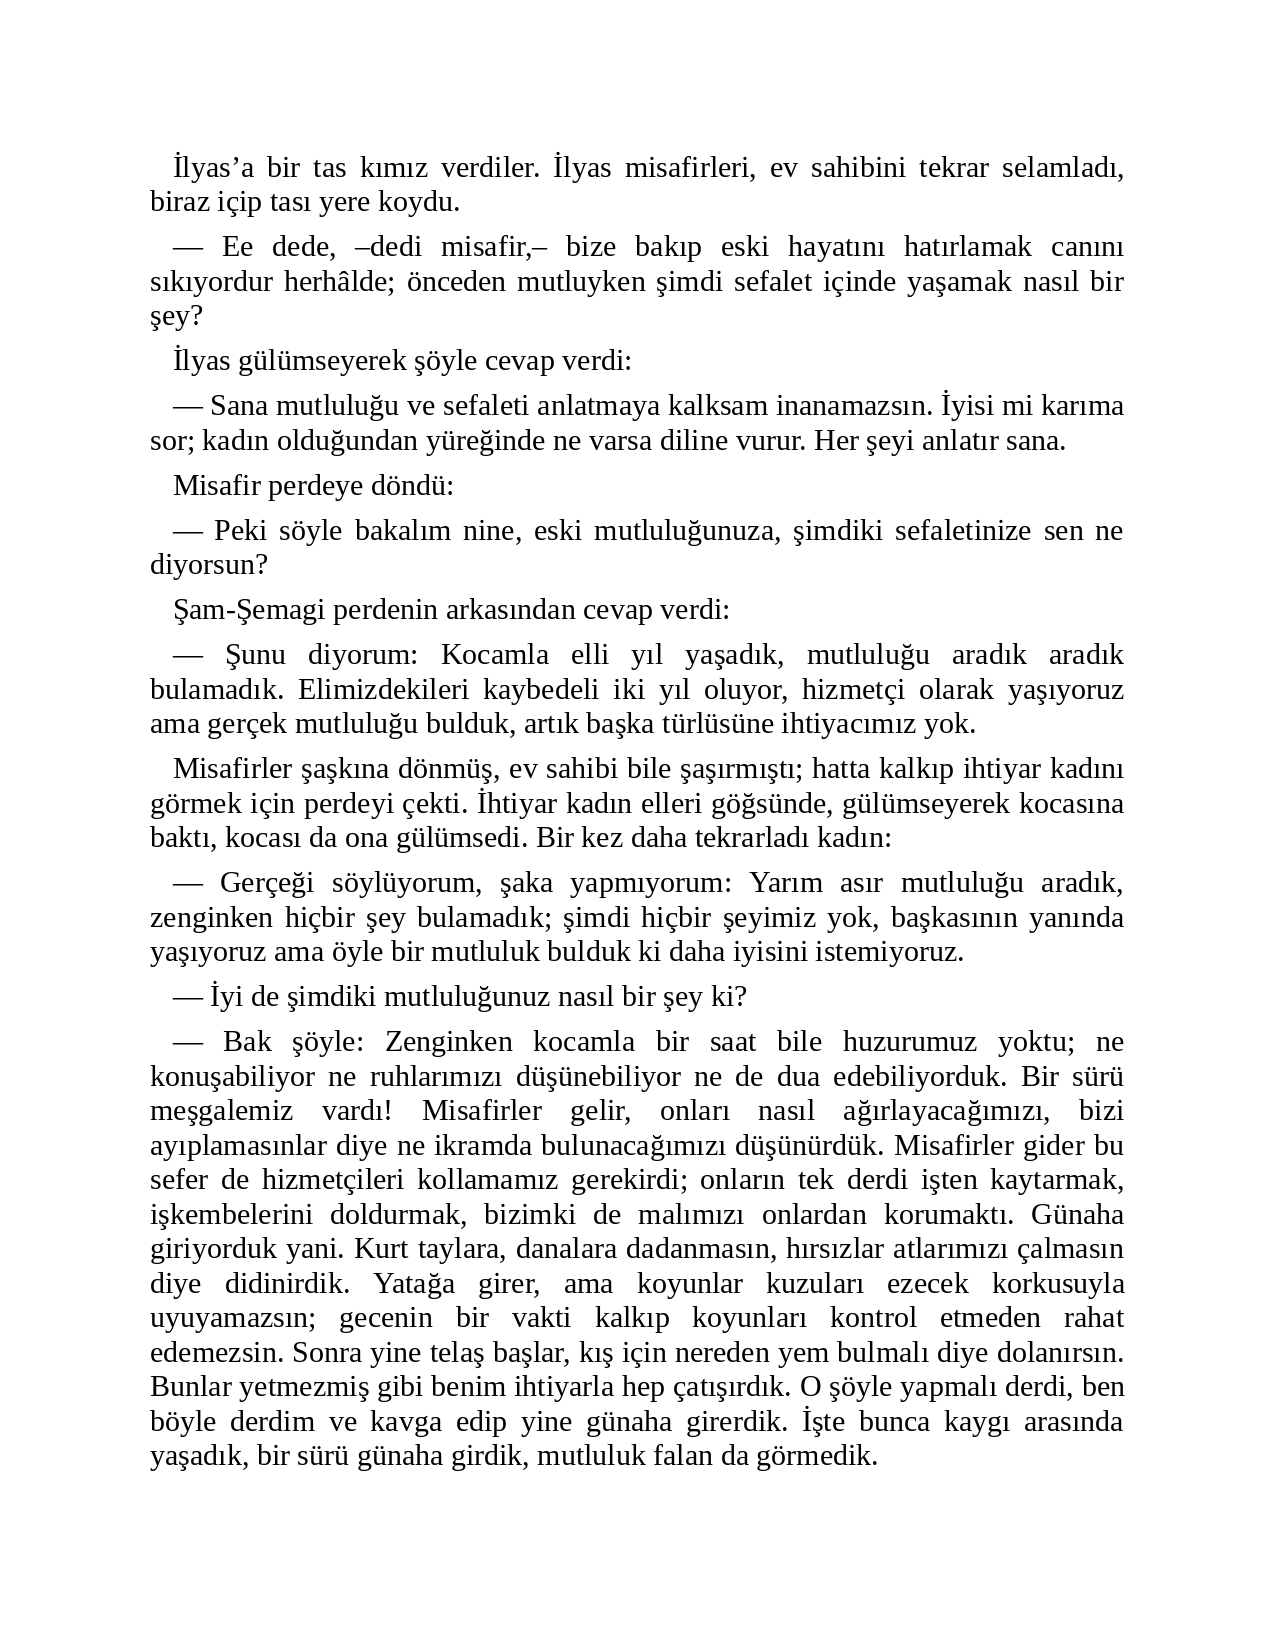 İlyas’a bir tas kımız verdiler. İlyas misafirleri, ev sahibini tekrar selamladı,
biraz içip tası yere koydu.
— Ee dede, –dedi misafir,– bize bakıp eski hayatını hatırlamak canını
sıkıyordur herhâlde; önceden mutluyken şimdi sefalet içinde yaşamak nasıl bir
şey?
İlyas gülümseyerek şöyle cevap verdi:
— Sana mutluluğu ve sefaleti anlatmaya kalksam inanamazsın. İyisi mi karıma
sor; kadın olduğundan yüreğinde ne varsa diline vurur. Her şeyi anlatır sana.
Misafir perdeye döndü:
— Peki söyle bakalım nine, eski mutluluğunuza, şimdiki sefaletinize sen ne
diyorsun?
Şam-Şemagi perdenin arkasından cevap verdi:
— Şunu diyorum: Kocamla elli yıl yaşadık, mutluluğu aradık aradık
bulamadık. Elimizdekileri kaybedeli iki yıl oluyor, hizmetçi olarak yaşıyoruz
ama gerçek mutluluğu bulduk, artık başka türlüsüne ihtiyacımız yok.
Misafirler şaşkına dönmüş, ev sahibi bile şaşırmıştı; hatta kalkıp ihtiyar kadını
görmek için perdeyi çekti. İhtiyar kadın elleri göğsünde, gülümseyerek kocasına
baktı, kocası da ona gülümsedi. Bir kez daha tekrarladı kadın:
— Gerçeği söylüyorum, şaka yapmıyorum: Yarım asır mutluluğu aradık,
zenginken hiçbir şey bulamadık; şimdi hiçbir şeyimiz yok, başkasının yanında
yaşıyoruz ama öyle bir mutluluk bulduk ki daha iyisini istemiyoruz.
— İyi de şimdiki mutluluğunuz nasıl bir şey ki?
— Bak şöyle: Zenginken kocamla bir saat bile huzurumuz yoktu; ne
konuşabiliyor ne ruhlarımızı düşünebiliyor ne de dua edebiliyorduk. Bir sürü
meşgalemiz vardı! Misafirler gelir, onları nasıl ağırlayacağımızı, bizi
ayıplamasınlar diye ne ikramda bulunacağımızı düşünürdük. Misafirler gider bu
sefer de hizmetçileri kollamamız gerekirdi; onların tek derdi işten kaytarmak,
işkembelerini doldurmak, bizimki de malımızı onlardan korumaktı. Günaha
giriyorduk yani. Kurt taylara, danalara dadanmasın, hırsızlar atlarımızı çalmasın
diye didinirdik. Yatağa girer, ama koyunlar kuzuları ezecek korkusuyla
uyuyamazsın; gecenin bir vakti kalkıp koyunları kontrol etmeden rahat
edemezsin. Sonra yine telaş başlar, kış için nereden yem bulmalı diye dolanırsın.
Bunlar yetmezmiş gibi benim ihtiyarla hep çatışırdık. O şöyle yapmalı derdi, ben
böyle derdim ve kavga edip yine günaha girerdik. İşte bunca kaygı arasında
yaşadık, bir sürü günaha girdik, mutluluk falan da görmedik.